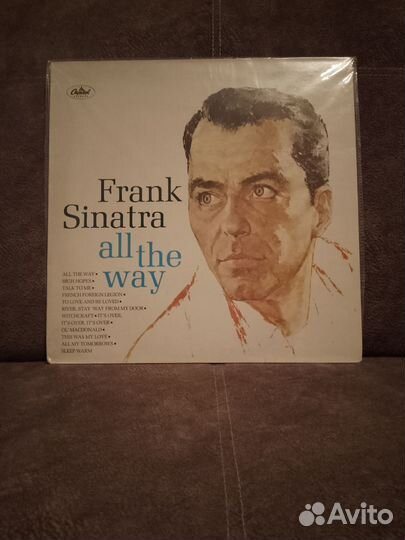 Capitol
Frank
Sinatra
all the
way
ALL THE WAY •
HIGH HOPES •
TALK TO ME •
FRENCH FOREIGN LEGION •
TO LOVE AND BE LOVED •
RIVER, STAY 'WAY FROM MY DOOR •
WITCHCRAFT • IT'S OVER,
IT'S OVER, IT'S OVER •
OL' MACDONALD •
THIS WAS MY LOVE •
ALL MY TOMORROWS •
SLEEP WARM
Avito